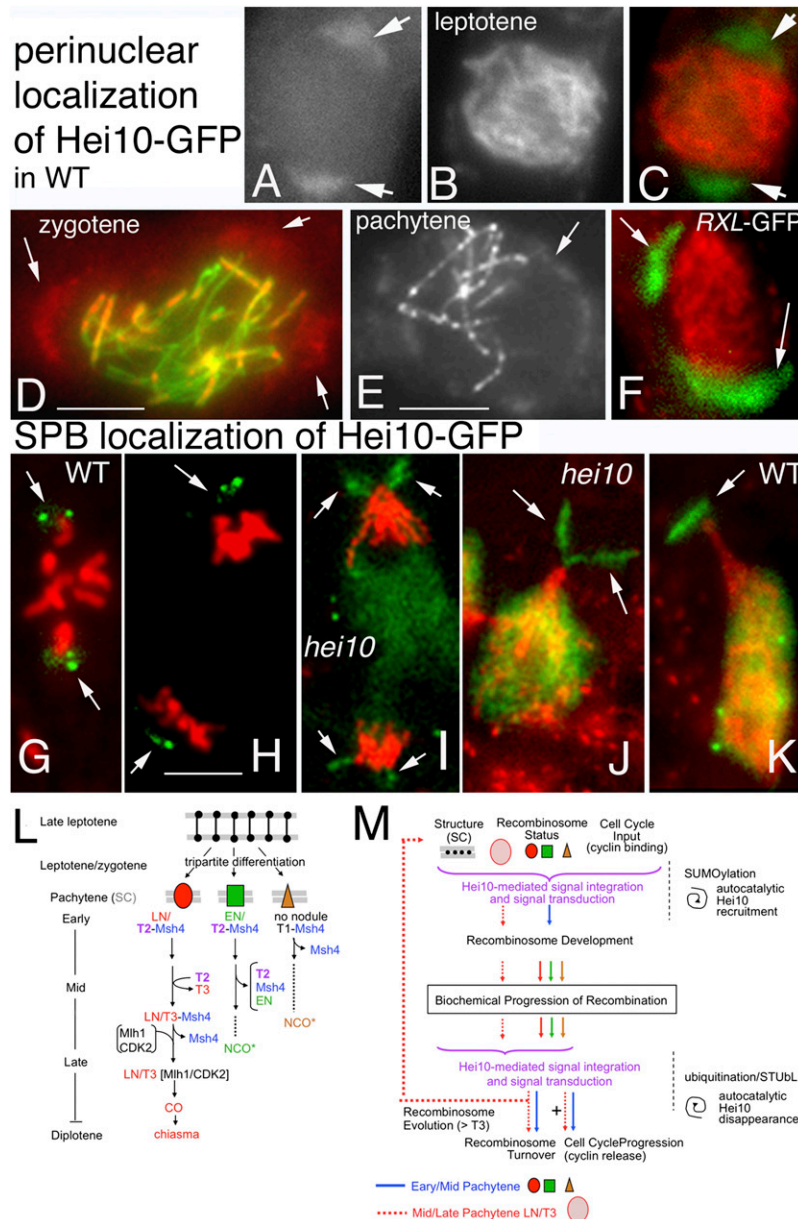 perinuclear
localization
of Hei10-GFP
in WT
A
leptotene
B
C
zygotene
D
pachytene
E
RXL-GFP
F
SPB localization of Hei10-GFP
WT
G
H
hei10
I
hei10
J
WT
K
L
Late leptotene
Leptotene/zygotene
tripartite differentiation
Pachytene (SC)
Early
LN/
T2-Msh4
EN/
T2-Msh4
no nodule
T1-Msh4
Msh4
Mid
T2
T3
T2
Msh4
EN
LN/T3-Msh4
NCO*
NCO*
Mlh1
CDK2
Msh4
Late
LN/T3 [Mlh1/CDK2]
CO
Diplotene
chiasma
M
Structure
(SC)
Recombinosome
Status
Cell Cycle
Input
(cyclin binding)
Hei10-mediated signal integration
and signal transduction
SUMOylation
autocatalytic
Hei10
recruitment
Recombinosome Development
Biochemical Progression of Recombination
Hei10-mediated signal integration
and signal transduction
ubiquitination/STUbL
autocatalytic
Hei10
disappearance
Recombinosome
Evolution (> T3)
+
Recombinosome
Turnover
Cell CycleProgression
(cyclin release)
Eary/Mid Pachytene
Mid/Late Pachytene LN/T3